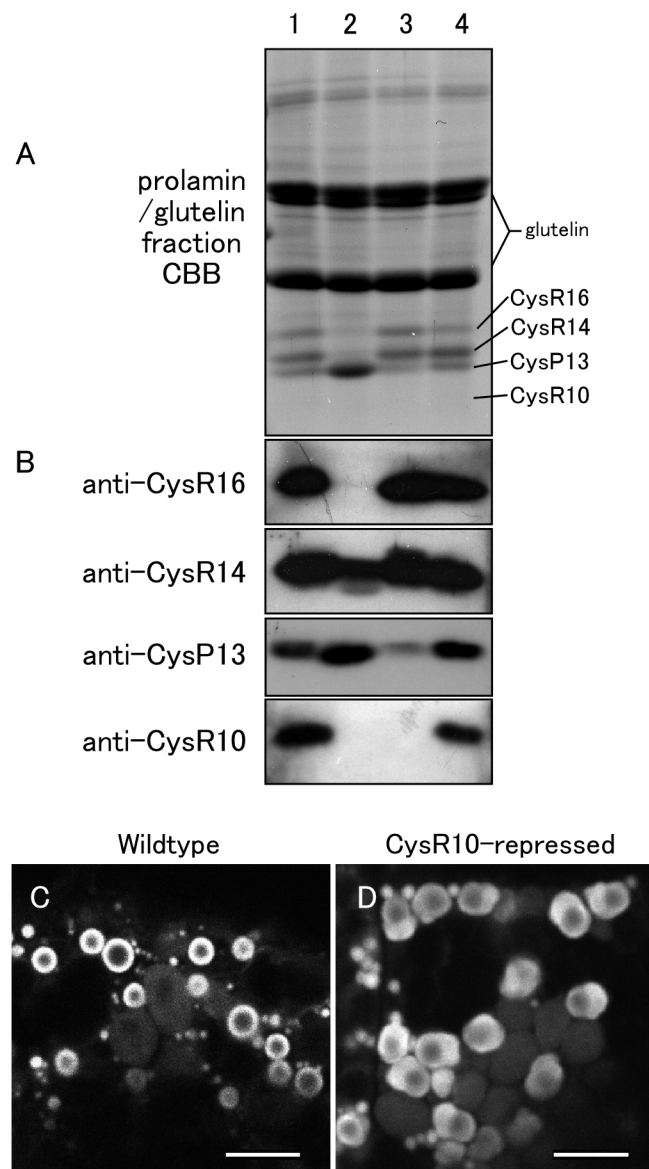 1 2 3 4
A
prolamin
/glutelin
fraction
CBB
glutelin
CysR16
CysR14
CysP13
CysR10
B
anti-CysR16
anti-CysR14
anti-CysP13
anti-CysR10
Wildtype
CysR10-repressed
C
D